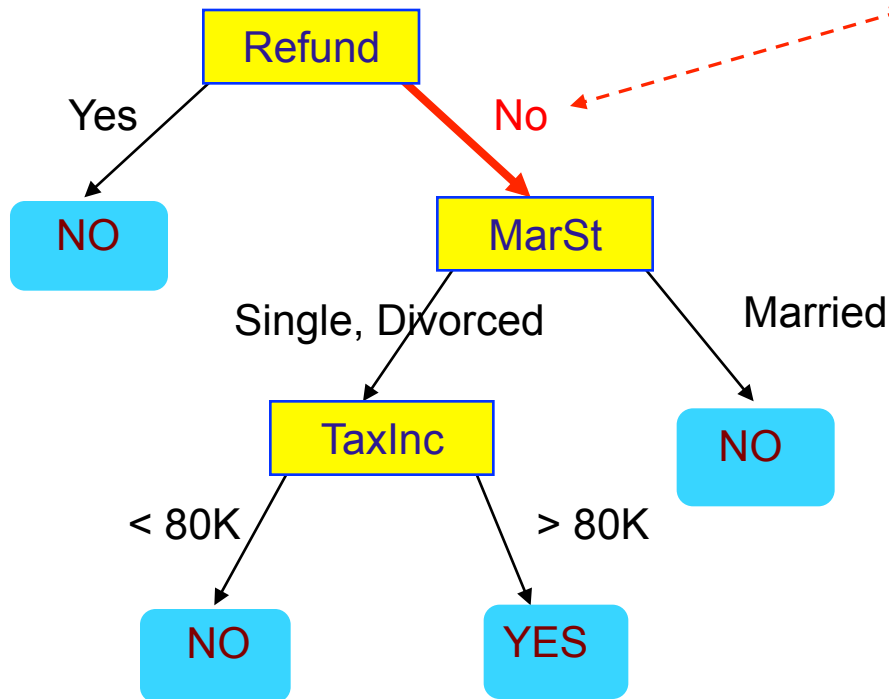 Refund
Yes
No
NO
MarSt
Single, Divorced
Married
TaxInc
NO
< 80K
> 80K
NO
YES